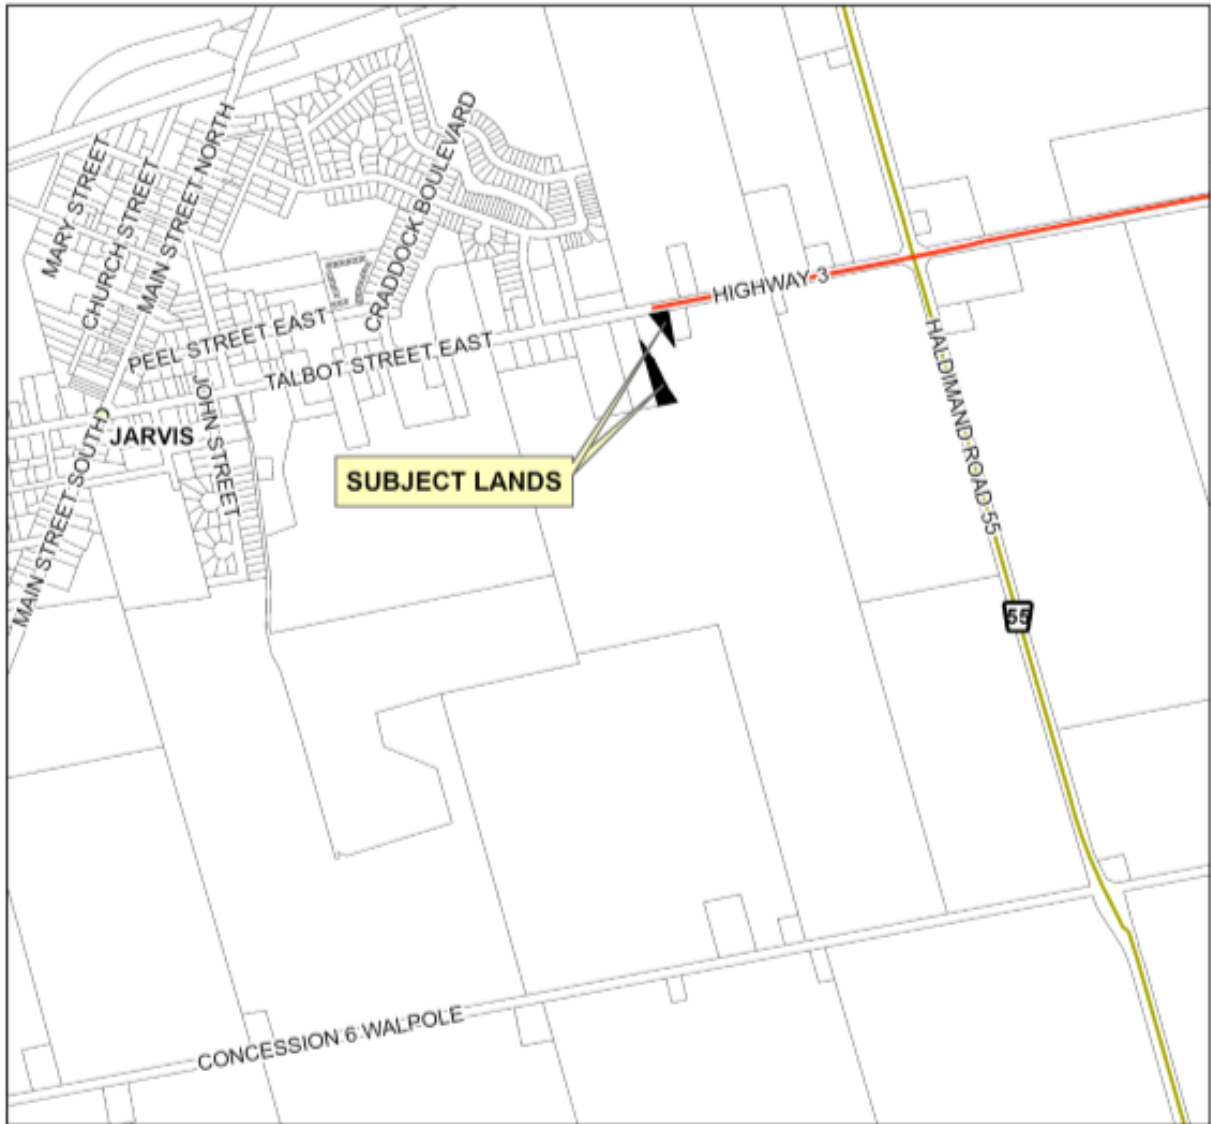 MARY STREET
CHURCH STREET
MAIN STREET NORTH
CRADDOCK BOULEVARD
PEEL STREET EAST
TALBOT STREET EAST
HIGHWAY 3
JOHN STREET
JARVIS
MAIN STREET SOUTH
SUBJECT LANDS
HALDIMAND ROAD 55
55
CONCESSION 6 WALPOLE